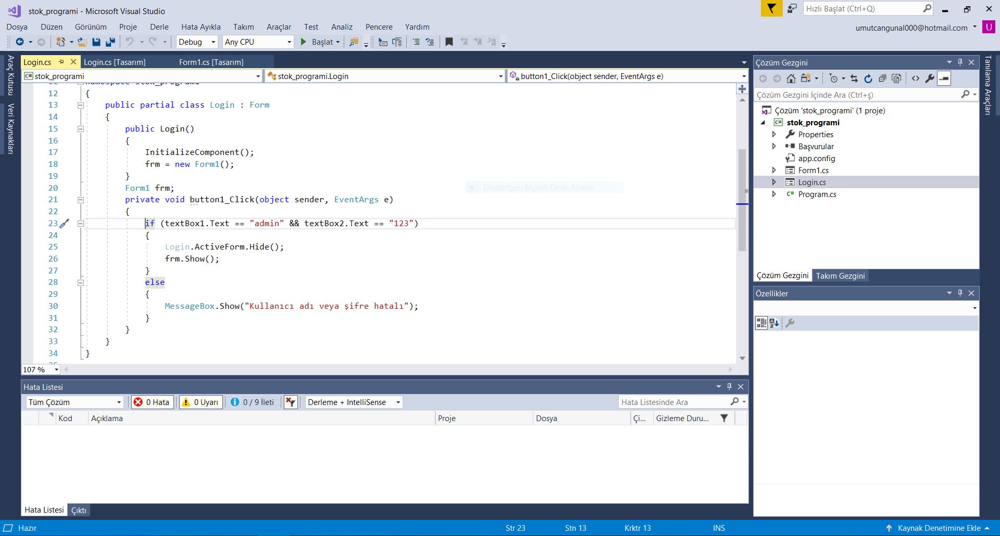 stok_programi - Microsoft Visual Studio
Hızlı Başlat (Ctrl+Q)
Dosya Düzen Görünüm Proje Derle Hata Ayıkla Takım Araçlar Test Analiz Pencere Yardım
umutcangunal000@hotmail.com U
Debug Any CPU Başlat
Araç Kutusu
Veri Kaynakları
Login.cs Login.cs [Tasarım] Form1.cs [Tasarım]
stok_programi stok_programi.Login button1_Click(object sender, EventArgs e)
11 namespace stok_programi
12 {
13 public partial class Login : Form
14 {
15 public Login()
16 {
17 InitializeComponent();
18 frm = new Form1();
19 }
20 Form1 frm;
21 private void button1_Click(object sender, EventArgs e)
22 {
23 if (textBox1.Text == "admin" && textBox2.Text == "123")
24 {
25 Login.ActiveForm.Hide();
26 frm.Show();
27 }
28 else
29 {
30 MessageBox.Show("Kullanıcı adı veya şifre hatalı");
31 }
32 }
33 }
34 }
Dikdörtgen Biçimli Ekran Alıntısı
107 %
Hata Listesi
Tüm Çözüm 0 Hata 0 Uyarı 0 / 9 İleti Derleme + IntelliSense Hata Listesinde Ara
Kod Açıklama Proje Dosya Çi... Gizleme Duru...
Hata Listesi Çıktı
Çözüm Gezgini
Çözüm Gezgini İçinde Ara (Ctrl+ş)
Çözüm 'stok_programi' (1 proje)
C# stok_programi
Properties
Başvurular
app.config
Form1.cs
Login.cs
C# Program.cs
Çözüm Gezgini Takım Gezgini
Özellikler
Tanılama Araçları
Hazır Str 23 Stn 13 Krktr 13 INS Kaynak Denetimine Ekle